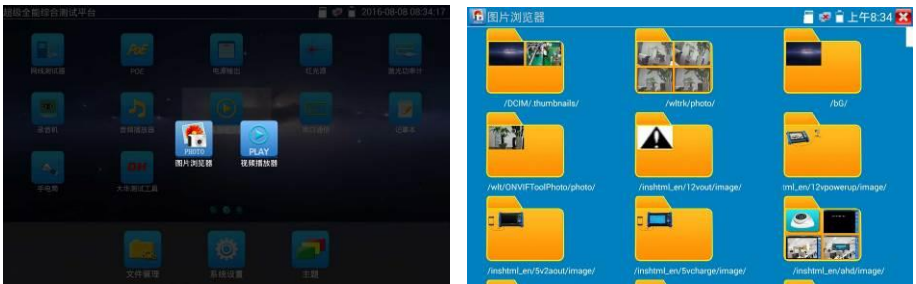 超级全能综合测试平台
2016-08-08 08:34:17
网线测试器
POE
POE
电源输出
红光源
激光功率计
录音机
音频播放器
记事本
PHOTO
PLAY
图片浏览器
视频播放器
手电筒
DH
大华测试工具
文件管理
系统设置
主题
图片浏览器
上午8:34
/DCIM/.thumbnails/
/wltrk/photo/
/bG/
/wlt/ONVIFToolPhoto/photo/
/inshtml_en/12vout/image/
tml_en/12vpowerup/image/
/inshtml_en/5v2aout/image/
/inshtml_en/5vcharge/image/
/inshtml_en/ahd/image/